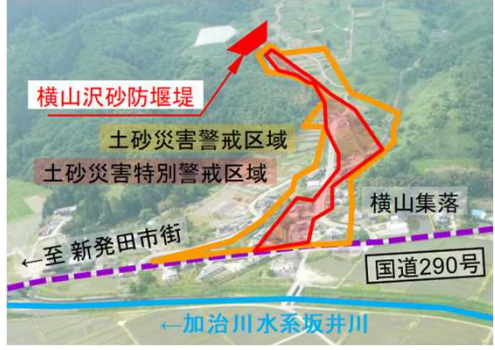 横山沢砂防堰堤
土砂災害警戒区域
土砂災害特別警戒区域
横山集落
←至 新発田市街
国道290号
←加治川水系坂井川